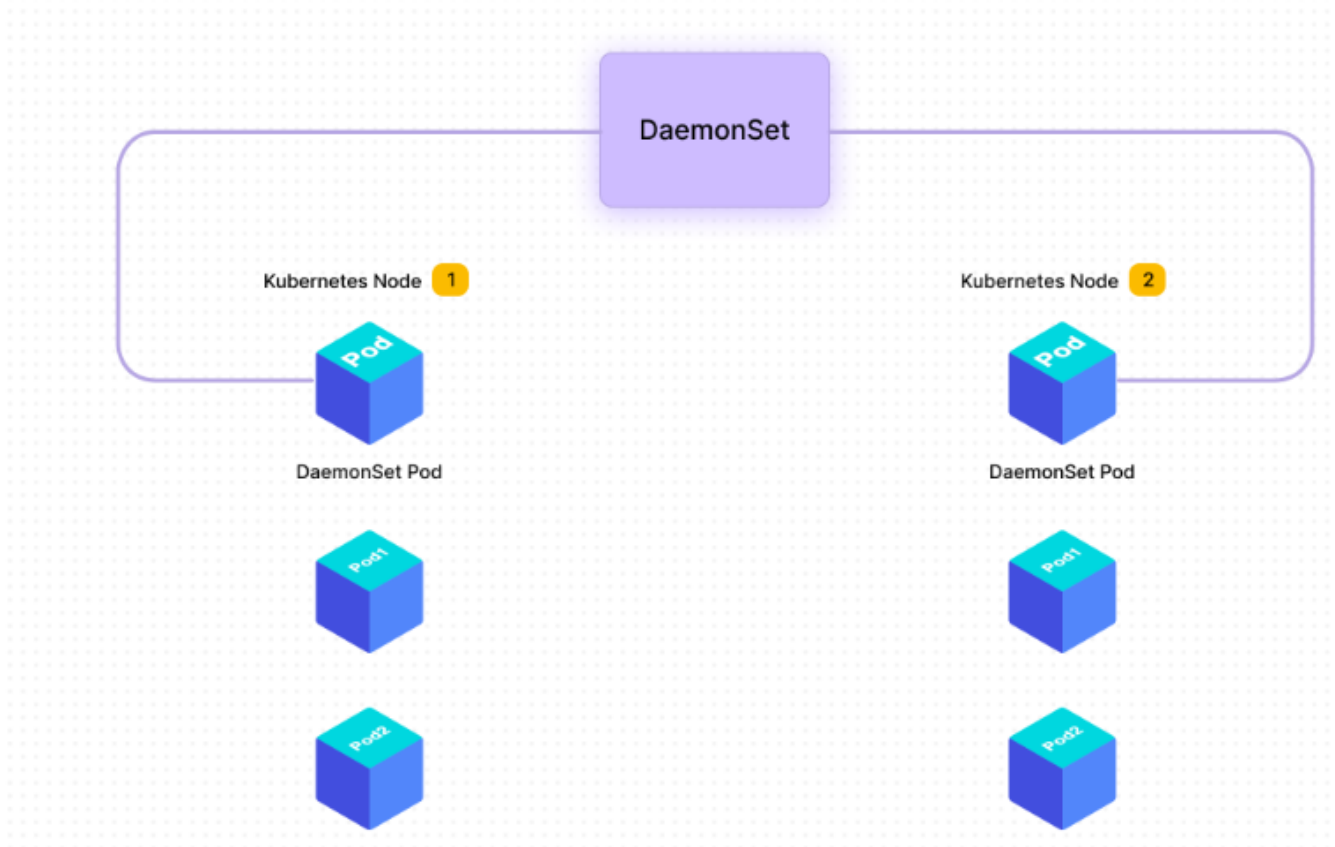 DaemonSet
Kubernetes Node 1
Kubernetes Node 2
Pod
Pod
DaemonSet Pod
DaemonSet Pod
Pod1
Pod1
Pod2
Pod2